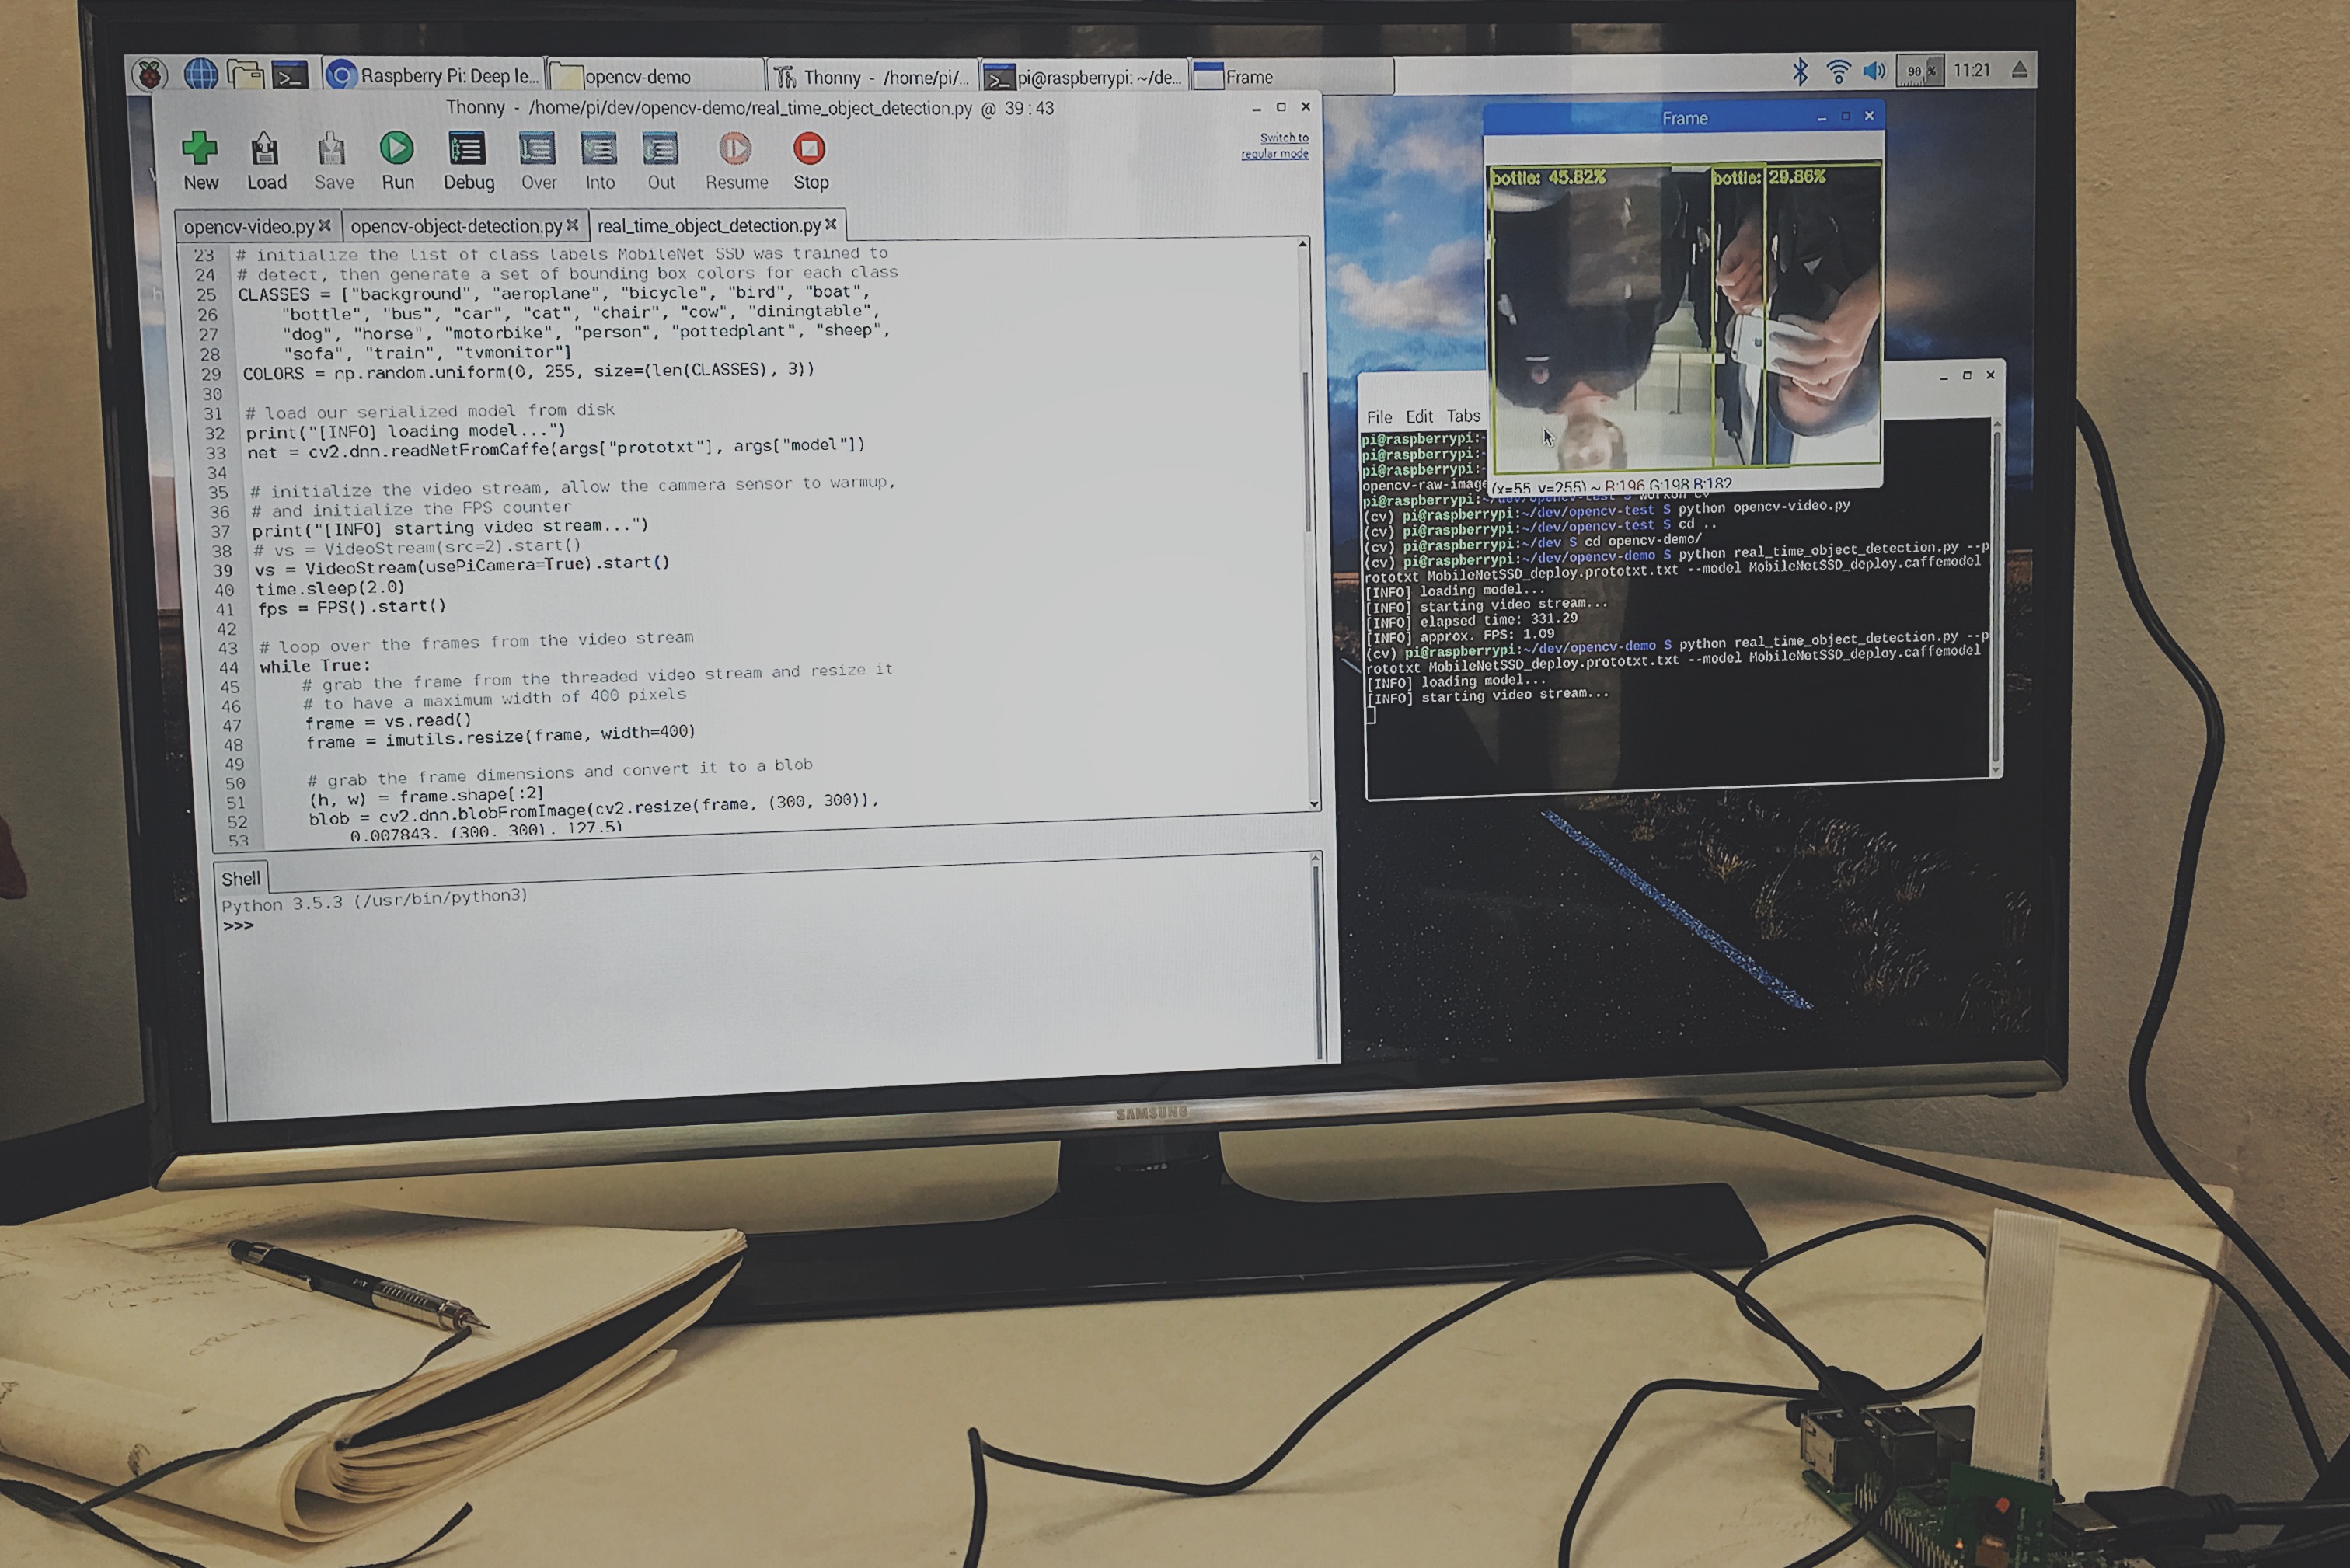 Raspberry Pi: Deep le...
opencv-demo
Thonny - /home/pi/...
pi@raspberrypi: ~/de...
Frame
90 %
11:21
Thonny - /home/pi/dev/opencv-demo/real_time_object_detection.py @ 39:43
Switch to
regular mode
New Load Save Run Debug Over Into Out Resume Stop
opencv-video.py
opencv-object-detection.py
real_time_object_detection.py
23 # initialize the list of class labels MobileNet SSD was trained to
24 # detect, then generate a set of bounding box colors for each class
25 CLASSES = ["background", "aeroplane", "bicycle", "bird", "boat",
26 "bottle", "bus", "car", "cat", "chair", "cow", "diningtable",
27 "dog", "horse", "motorbike", "person", "pottedplant", "sheep",
28 "sofa", "train", "tvmonitor"]
29 COLORS = np.random.uniform(0, 255, size=(len(CLASSES), 3))
30
31 # load our serialized model from disk
32 print("[INFO] loading model...")
33 net = cv2.dnn.readNetFromCaffe(args["prototxt"], args["model"])
34
35 # initialize the video stream, allow the cammera sensor to warmup,
36 # and initialize the FPS counter
37 print("[INFO] starting video stream...")
38 # vs = VideoStream(src=2).start()
39 vs = VideoStream(usePiCamera=True).start()
40 time.sleep(2.0)
41 fps = FPS().start()
42
43 # loop over the frames from the video stream
44 while True:
45 # grab the frame from the threaded video stream and resize it
46 # to have a maximum width of 400 pixels
47 frame = vs.read()
48 frame = imutils.resize(frame, width=400)
49
50 # grab the frame dimensions and convert it to a blob
51 (h, w) = frame.shape[:2]
52 blob = cv2.dnn.blobFromImage(cv2.resize(frame, (300, 300)),
53 0.007843, (300, 300), 127.5)
Shell
Python 3.5.3 (/usr/bin/python3)
>>>
Frame
bottle: 45.82%
bottle: 29.86%
(x=55, y=255) ~ R:196 G:198 B:182
File Edit Tabs
pi@raspberrypi:
pi@raspberrypi:
pi@raspberrypi:
opencv-raw-image
pi@raspberrypi:~/dev/opencv-test $ workon cv
(cv) pi@raspberrypi:~/dev/opencv-test $ python opencv-video.py
(cv) pi@raspberrypi:~/dev/opencv-test $ cd ..
(cv) pi@raspberrypi:~/dev $ cd opencv-demo/
(cv) pi@raspberrypi:~/dev/opencv-demo $ python real_time_object_detection.py --p
rototxt MobileNetSSD_deploy.prototxt.txt --model MobileNetSSD_deploy.caffemodel
[INFO] loading model...
[INFO] starting video stream...
[INFO] elapsed time: 331.29
[INFO] approx. FPS: 1.09
(cv) pi@raspberrypi:~/dev/opencv-demo $ python real_time_object_detection.py --p
rototxt MobileNetSSD_deploy.prototxt.txt --model MobileNetSSD_deploy.caffemodel
[INFO] loading model...
[INFO] starting video stream...
SAMSUNG